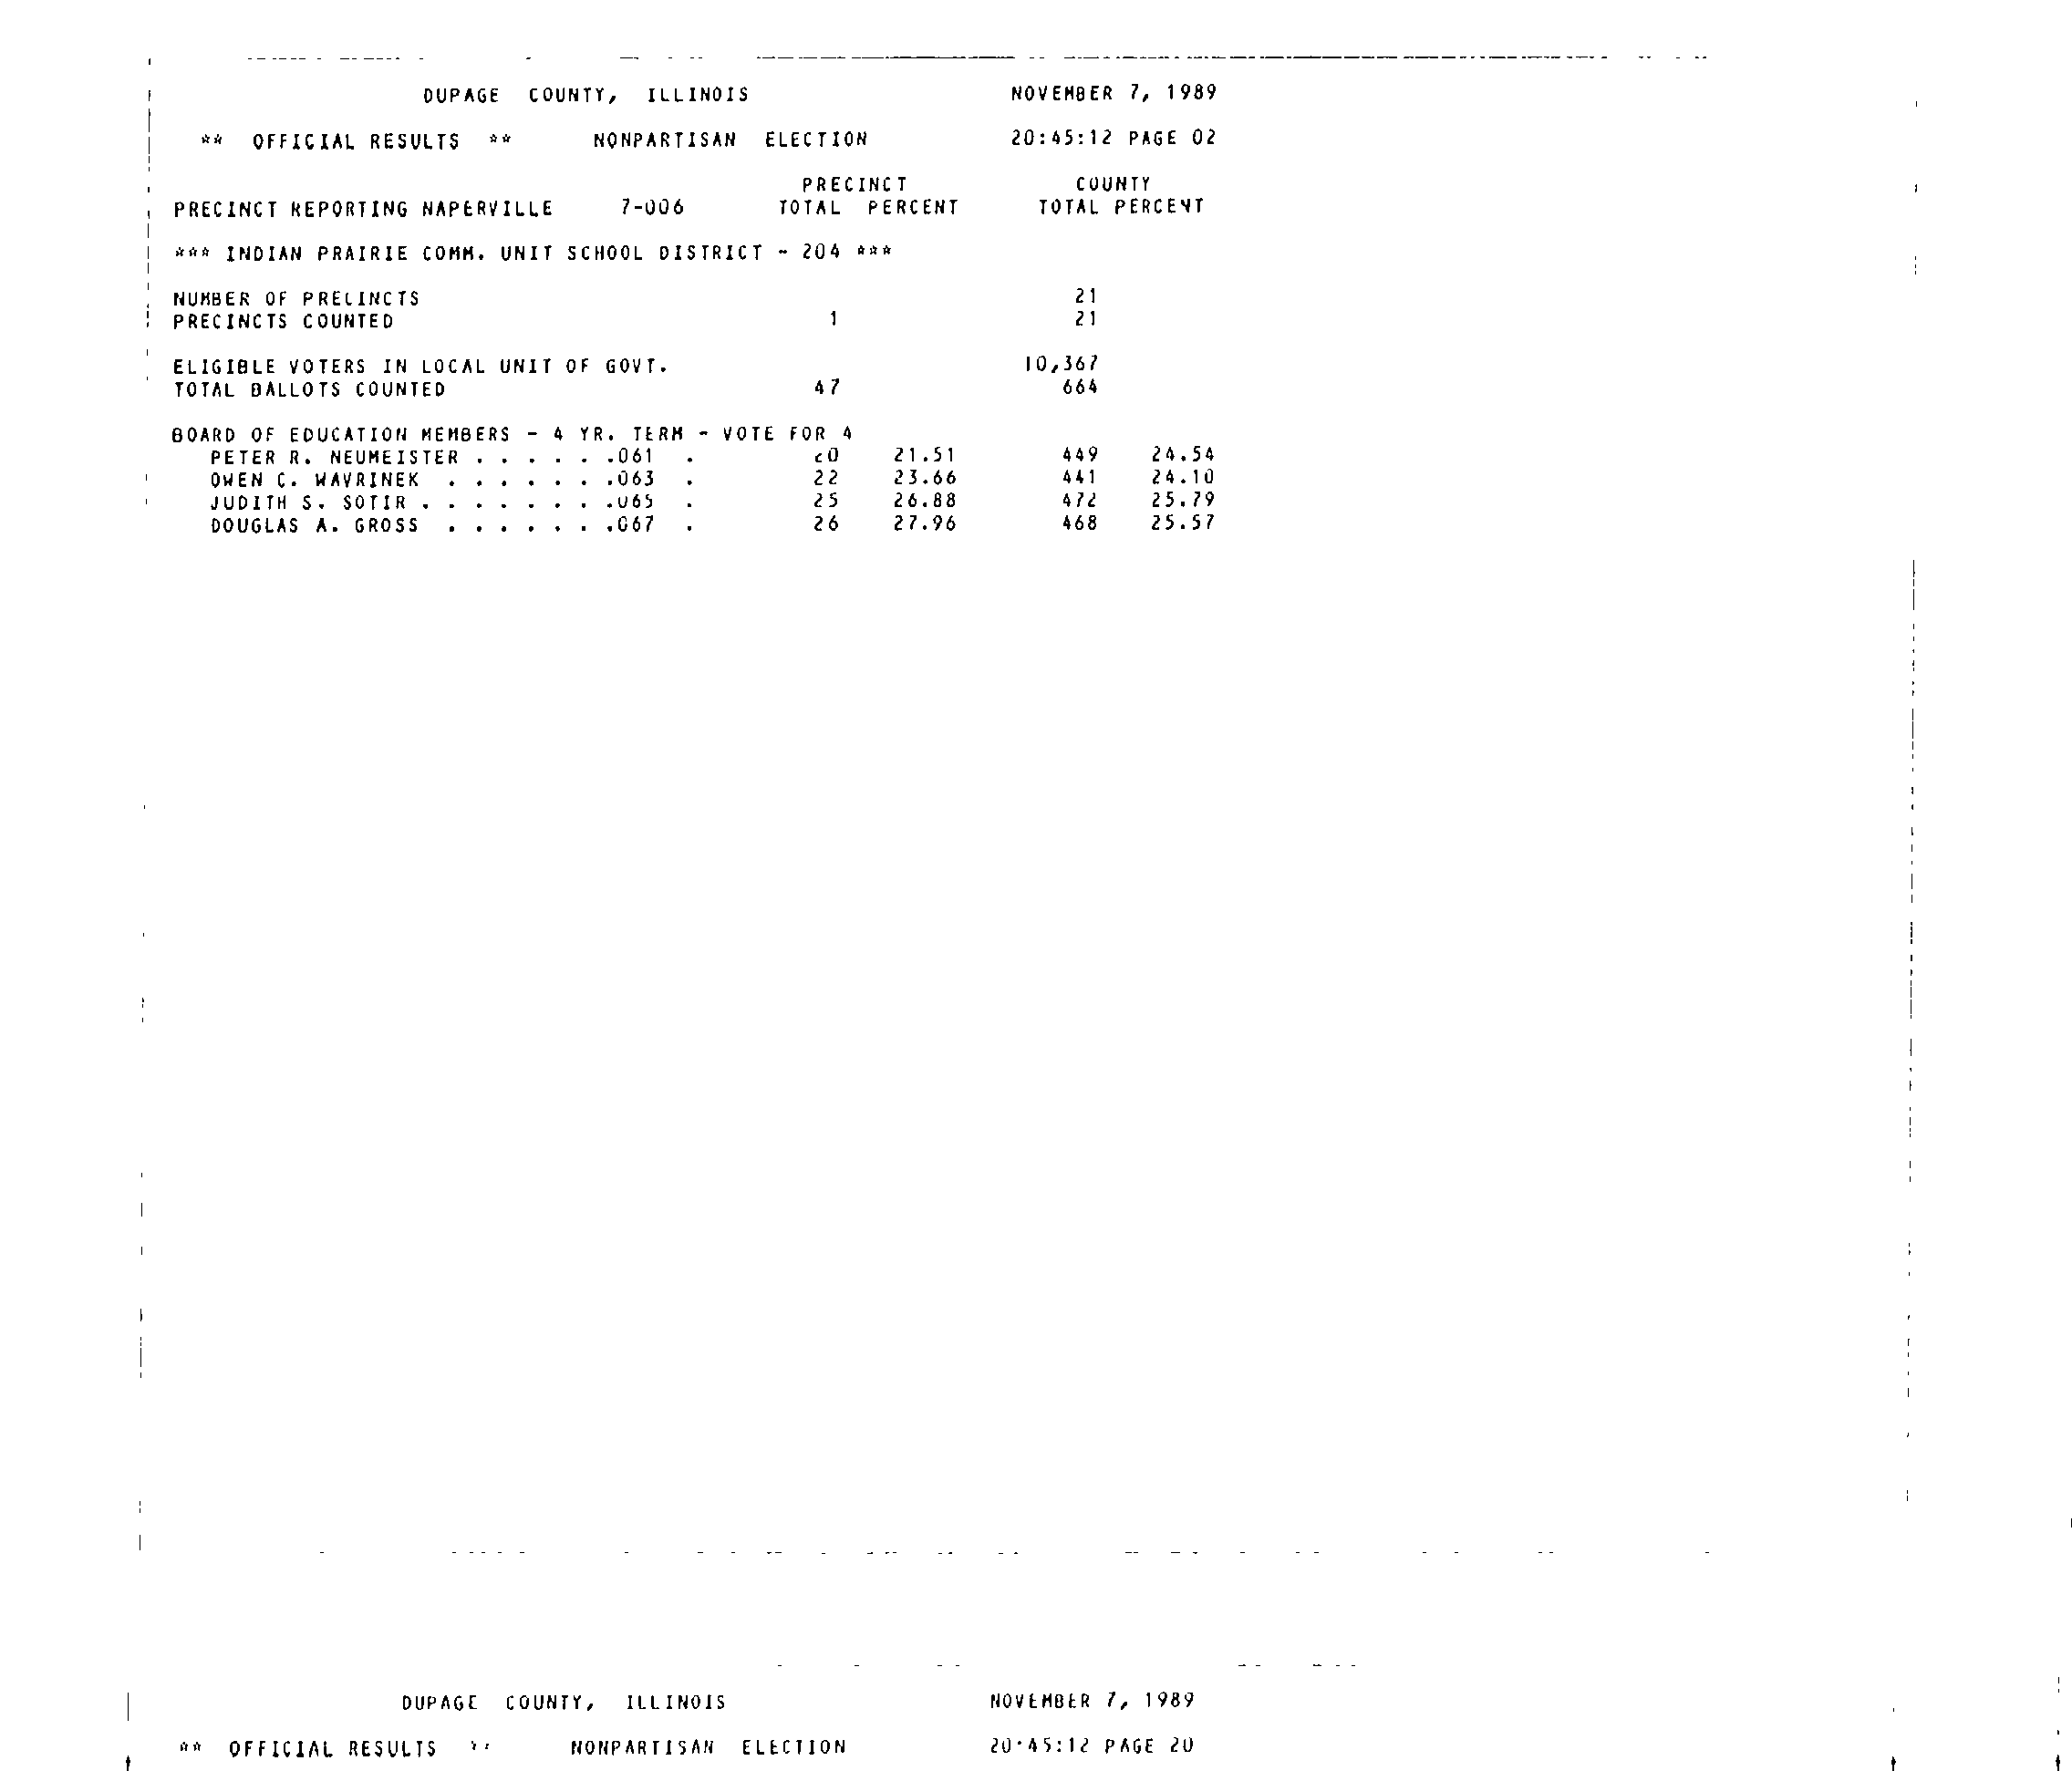 DUPAGE COUNTY, ILLINOIS NOVEMBER 7, 1989
** OFFICIAL RESULTS ** NONPARTISAN ELECTION 20:45:12 PAGE 02
PRECINCT COUNTY
PRECINCT REPORTING NAPERVILLE 7-006 TOTAL PERCENT TOTAL PERCENT
*** INDIAN PRAIRIE COMM. UNIT SCHOOL DISTRICT - 204 ***
NUMBER OF PRECINCTS 21
PRECINCTS COUNTED 1 21
ELIGIBLE VOTERS IN LOCAL UNIT OF GOVT. 10,367
TOTAL BALLOTS COUNTED 47 664
BOARD OF EDUCATION MEMBERS - 4 YR. TERM - VOTE FOR 4
PETER R. NEUMEISTER . . . . . .061 . 20 21.51 449 24.54
OWEN C. WAVRINEK . . . . . . .063 . 22 23.66 441 24.10
JUDITH S. SOTIR . . . . . . . .065 . 25 26.88 472 25.79
DOUGLAS A. GROSS . . . . . . .067 . 26 27.96 468 25.57
DUPAGE COUNTY, ILLINOIS NOVEMBER 7, 1989
** OFFICIAL RESULTS ** NONPARTISAN ELECTION 20:45:12 PAGE 20